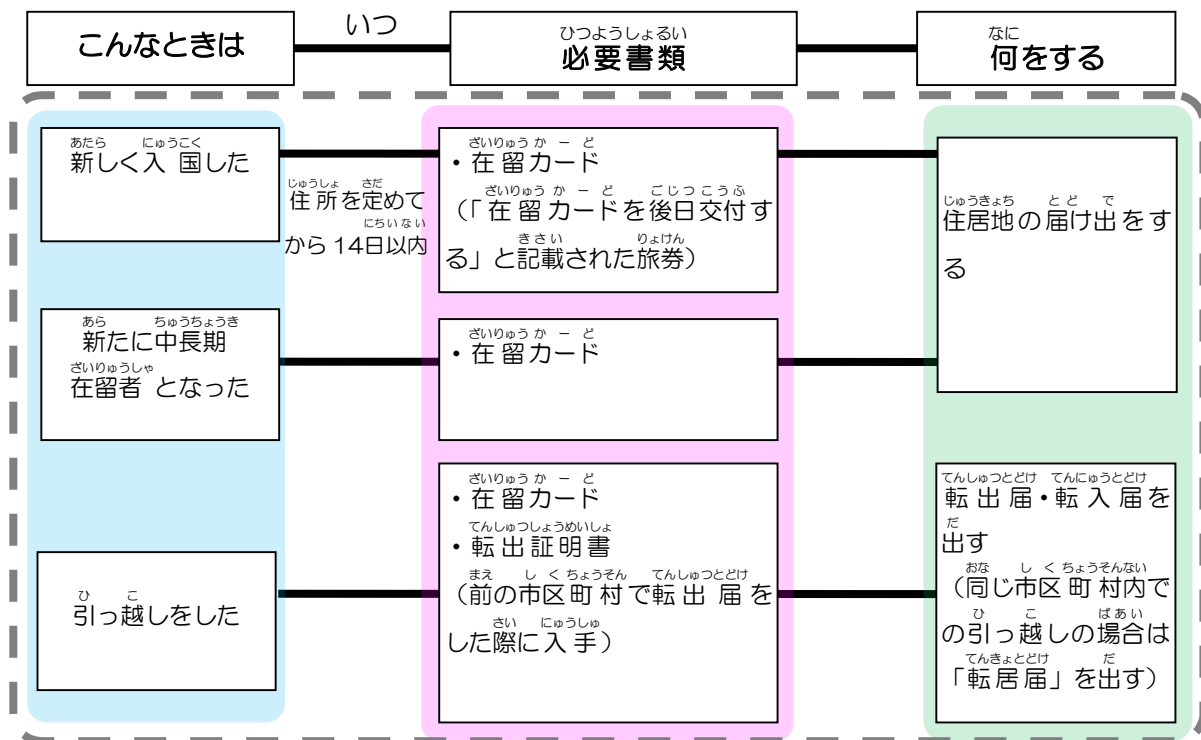 こんなときは
いつ
ひつようしょるい
必要書類
なに
何をする
あたら にゅうこく
新しく入国した
じゅうしょ さだ
住所を定めて
にちいない
から14日以内
ざいりゅうかーど
・在留カード
ざいりゅうかーど ごじつこうふ
(「在留カードを後日交付す
きさい りょけん
る」と記載された旅券)
じゅうきょち とど で
住居地の届け出をす
る
あら ちゅうちょうき
新たに中長期
ざいりゅうしゃ
在留者 となった
ざいりゅうかーど
・在留カード
ひ こ
引っ越しをした
ざいりゅうかーど
・在留カード
てんしゅつしょうめいしょ
・転出証明書
まえ しくちょうそん てんしゅつとどけ
(前の市区町村で転出届を
さい にゅうしゅ
した際に入手)
てんしゅつとどけ てんにゅうとどけ
転出届・転入届を
だ
出す
おな しくちょうそんない
(同じ市区町村内で
ひ こ ばあい
の引っ越しの場合は
てんきょとどけ だ
「転居届」を出す)